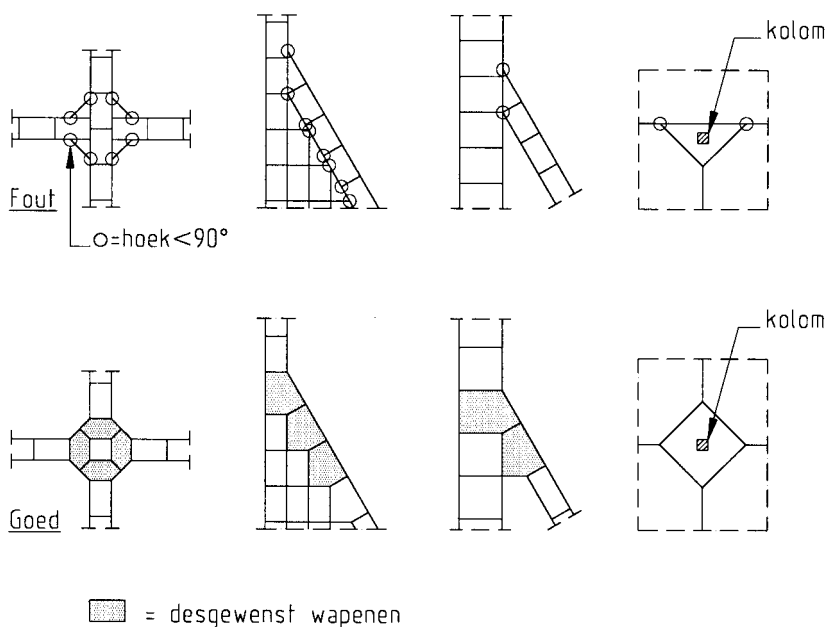 kolom
Fout
o=hoek<90°
kolom
Goed
= desgewenst wapenen